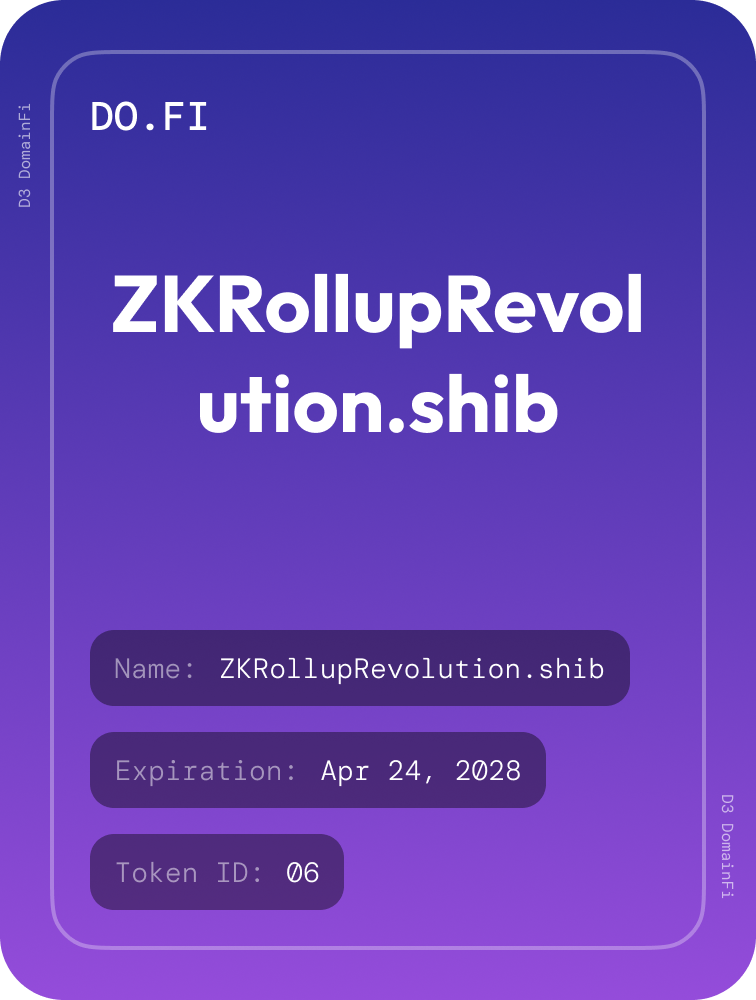 DO.FI
D3 DomainFi
ZKRollupRevol
ution.shib
Name: ZKRollupRevolution.shib
Expiration: Apr 24, 2028
Token ID: 06
D3 DomainFi